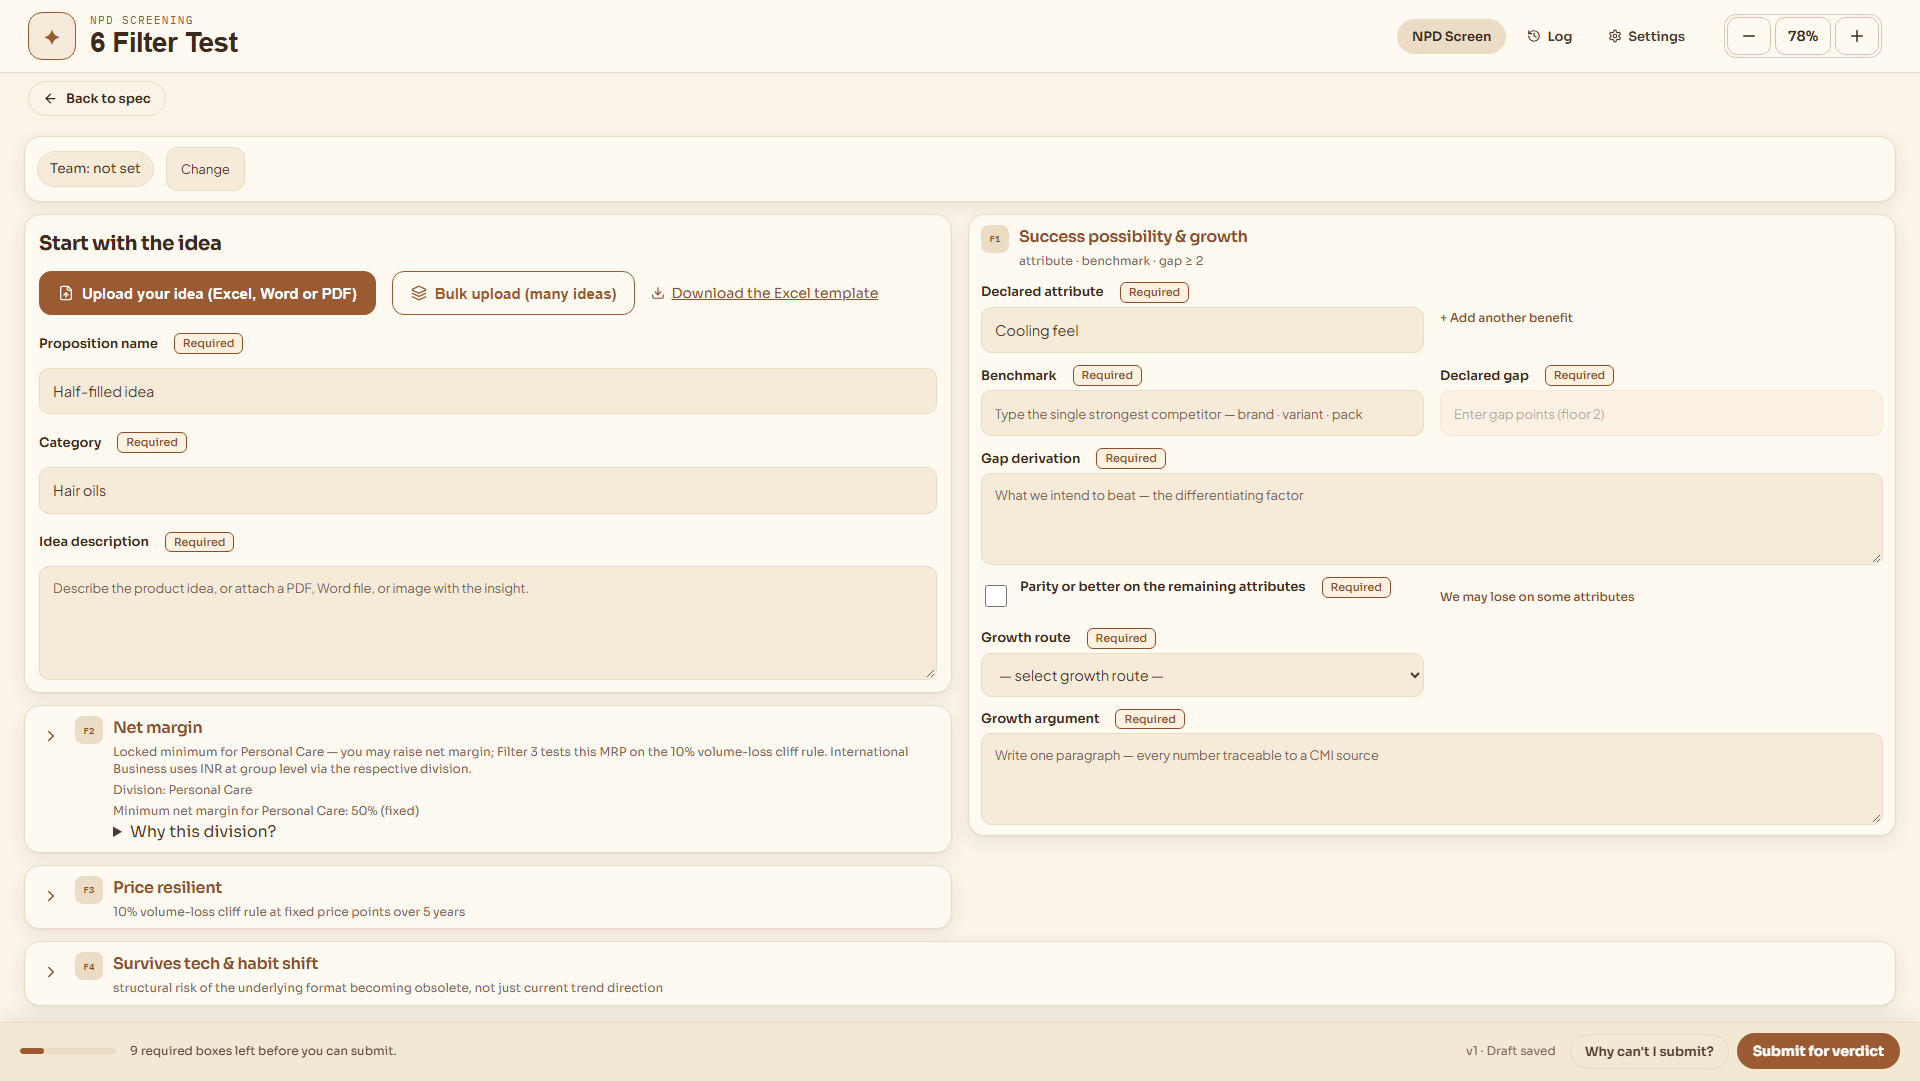 NPD SCREENING
6 Filter Test
NPD Screen
Log
Settings
78%
Back to spec
Team: not set
Change
Start with the idea
Upload your idea (Excel, Word or PDF)
Bulk upload (many ideas)
Download the Excel template
Proposition name Required
Half-filled idea
Category Required
Hair oils
Idea description Required
Describe the product idea, or attach a PDF, Word file, or image with the insight.
F1 Success possibility & growth
attribute · benchmark · gap ≥ 2
Declared attribute Required
Cooling feel
+ Add another benefit
Benchmark Required
Type the single strongest competitor — brand · variant · pack
Declared gap Required
Enter gap points (floor 2)
Gap derivation Required
What we intend to beat — the differentiating factor
Parity or better on the remaining attributes Required
We may lose on some attributes
Growth route Required
— select growth route —
Growth argument Required
Write one paragraph — every number traceable to a CMI source
F2 Net margin
Locked minimum for Personal Care — you may raise net margin; Filter 3 tests this MRP on the 10% volume-loss cliff rule. International
Business uses INR at group level via the respective division.
Division: Personal Care
Minimum net margin for Personal Care: 50% (fixed)
Why this division?
F3 Price resilient
10% volume-loss cliff rule at fixed price points over 5 years
F4 Survives tech & habit shift
structural risk of the underlying format becoming obsolete, not just current trend direction
9 required boxes left before you can submit.
v1 · Draft saved
Why can't I submit?
Submit for verdict